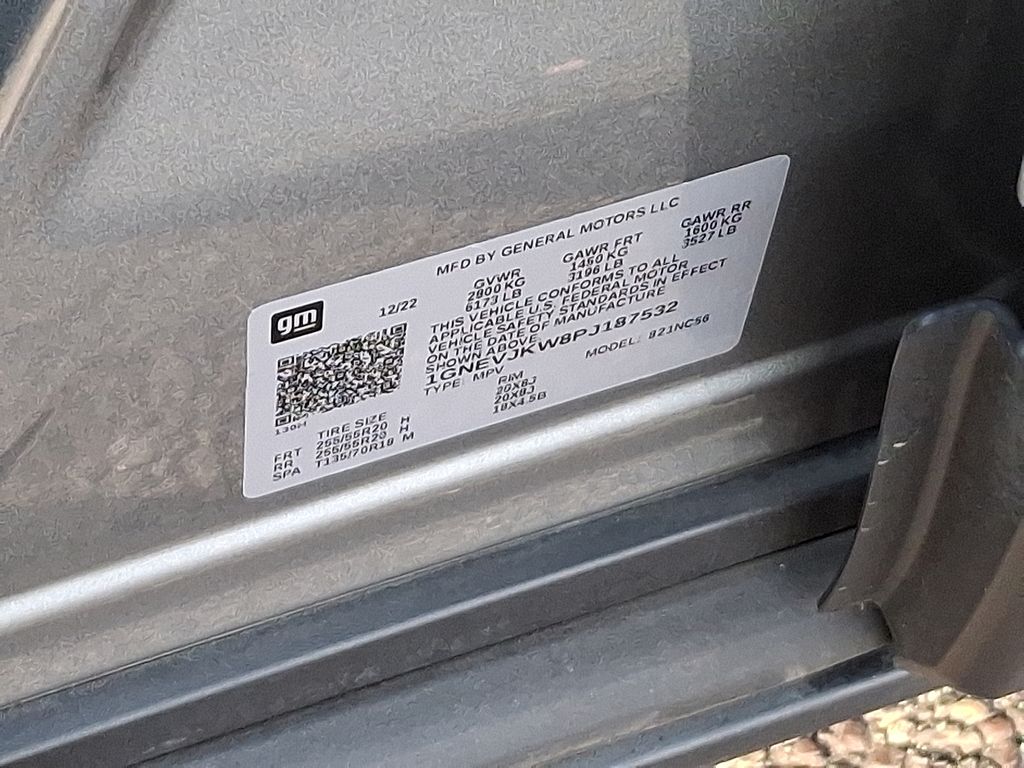 gm
12/22
MFD BY GENERAL MOTORS LLC
GVWR GAWR FRT GAWR RR
2800 KG 1450 KG 1600 KG
6173 LB 3196 LB 3527 LB
THIS VEHICLE CONFORMS TO ALL
APPLICABLE U.S. FEDERAL MOTOR
VEHICLE SAFETY STANDARDS IN EFFECT
ON THE DATE OF MANUFACTURE
SHOWN ABOVE.
1GNEVJKW8PJ187532
TYPE: MPV MODEL: 821NC56
130H
TIRE SIZE RIM
FRT 255/55R20 H 20X8J
RR 255/55R20 H 20X8J
SPA T135/70R18 M 18X4.5B